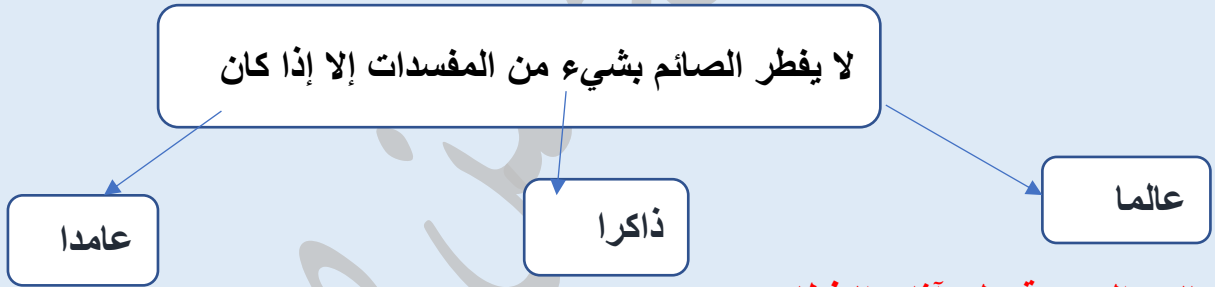 لا يفطر الصائم بشيء من المفسدات إلا إذا كان
عالما
ذاكرا
عامدا